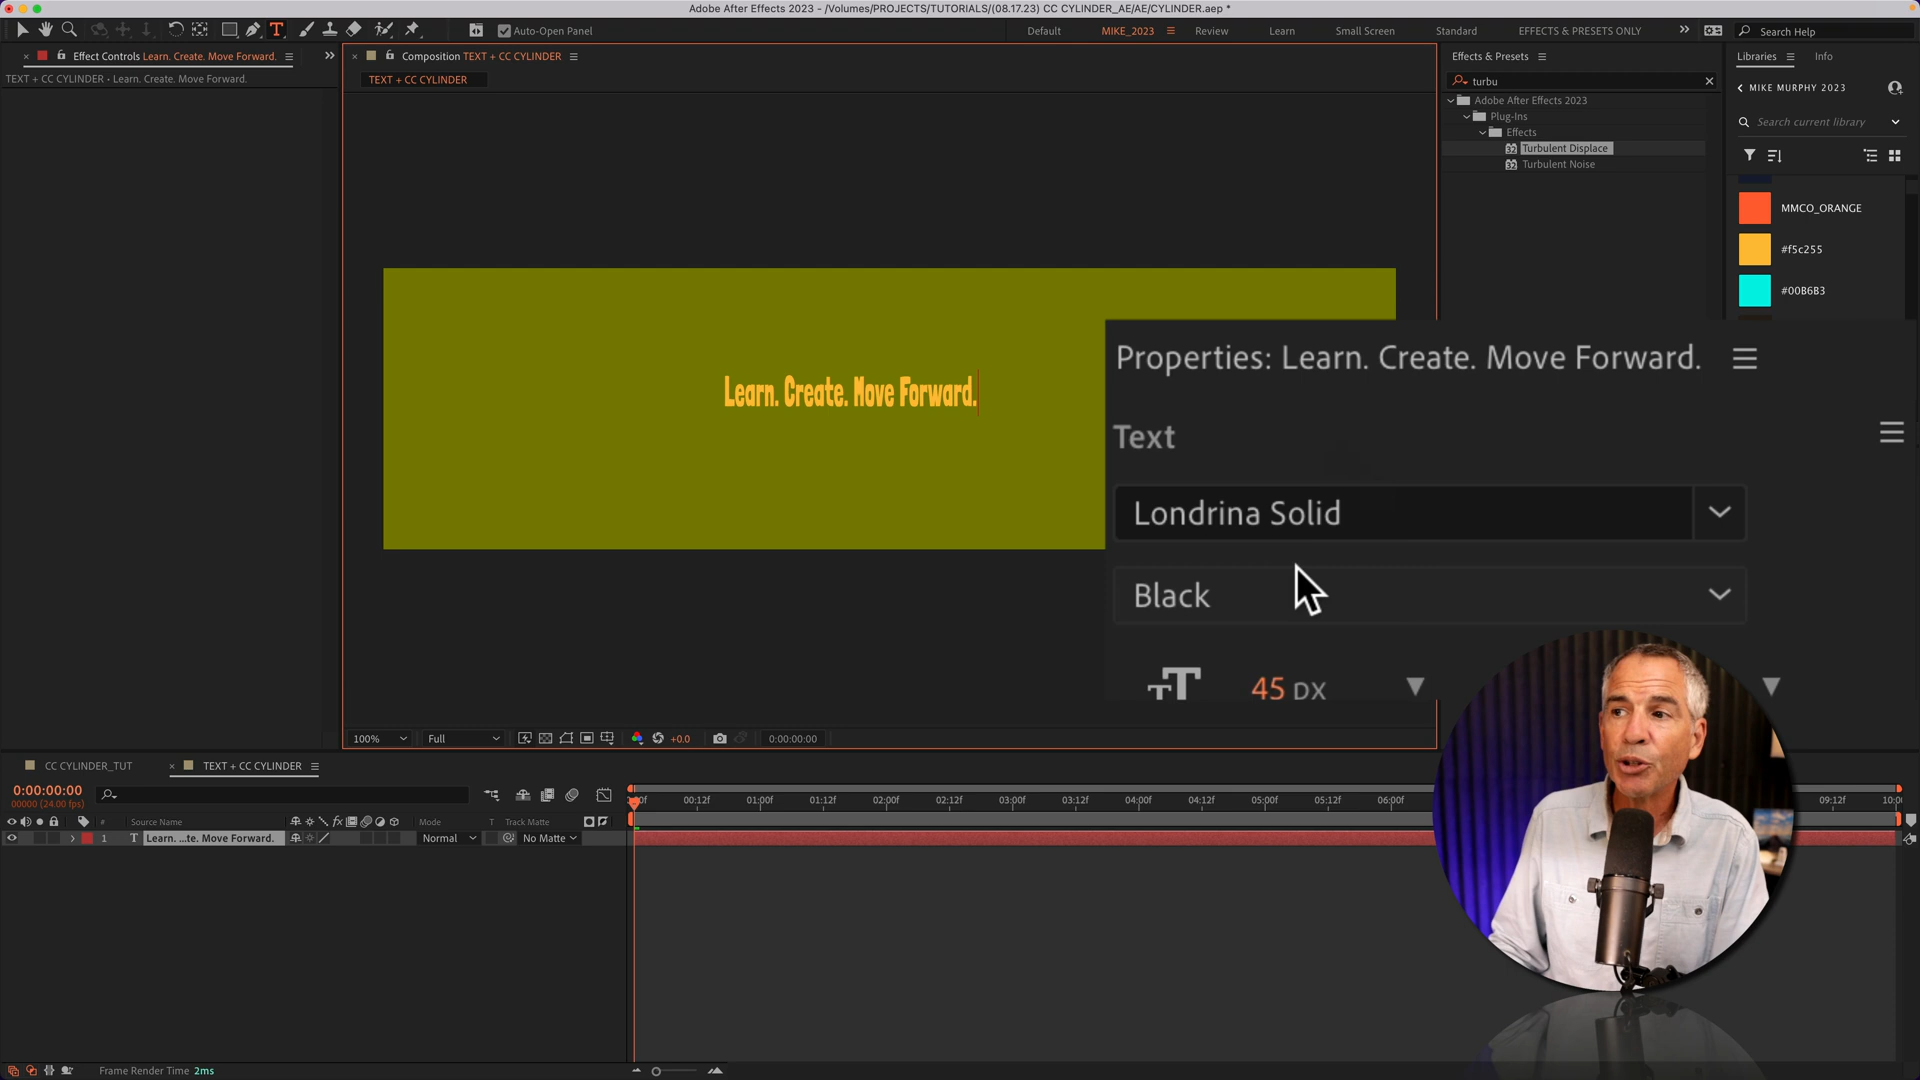 Adobe After Effects 2023 - /Volumes/PROJECTS/TUTORIALS/(08.17.23) CC CYLINDER_AE/AE/CYLINDER.aep *
T
Auto-Open Panel
Default
MIKE_2023
Review
Learn
Small Screen
Standard
EFFECTS & PRESETS ONLY
Search Help
Effect Controls Learn. Create. Move Forward.
Composition TEXT + CC CYLINDER
Effects & Presets
Libraries
Info
TEXT + CC CYLINDER • Learn. Create. Move Forward.
TEXT + CC CYLINDER
turbu
MIKE MURPHY 2023
Adobe After Effects 2023
Plug-Ins
Search current library
Effects
Turbulent Displace
Turbulent Noise
MMCO_ORANGE
#f5c255
#00B6B3
Learn. Create. Move Forward.
Properties: Learn. Create. Move Forward.
Text
Londrina Solid
Black
45 px
100%
Full
+0.0
0:00:00:00
CC CYLINDER_TUT
TEXT + CC CYLINDER
0:00:00:00
00000 (24.00 fps)
00:12f 01:00f 01:12f 02:00f 02:12f 03:00f 03:12f 04:00f 04:12f 05:00f 05:12f 06:00f 09:12f
# Source Name fx Mode T Track Matte
1 T Learn. ...te. Move Forward. Normal No Matte
Frame Render Time 2ms